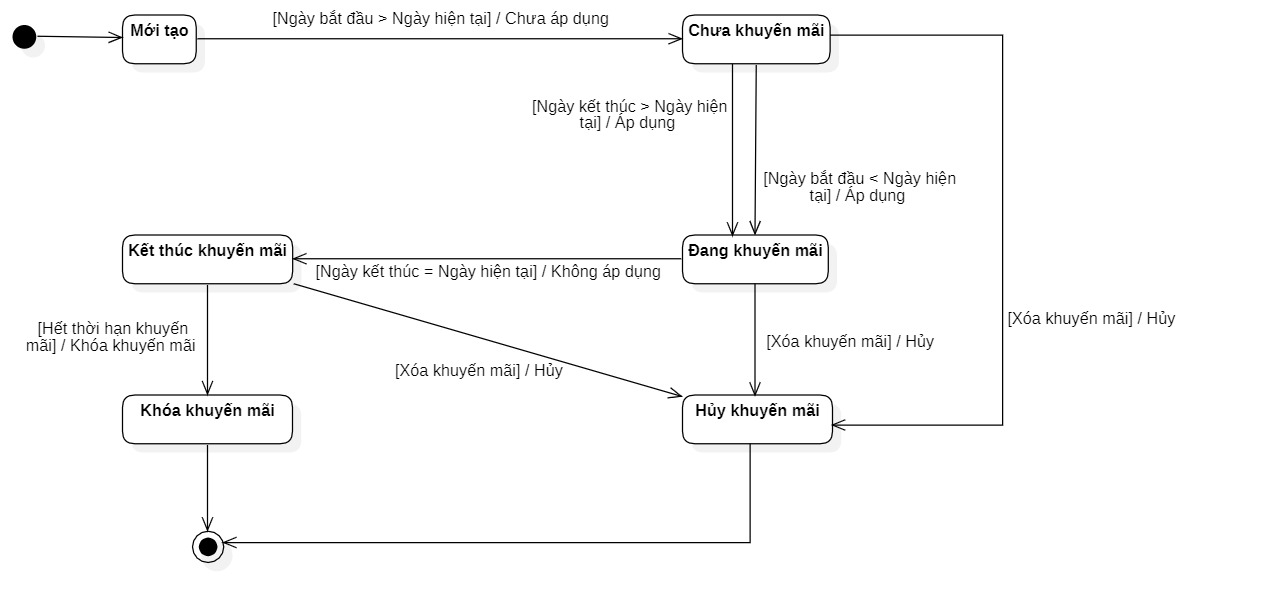 [Ngày bắt đầu > Ngày hiện tại] / Chưa áp dụng
Mới tạo
Chưa khuyến mãi
[Ngày kết thúc > Ngày hiện
tại] / Áp dụng
[Ngày bắt đầu < Ngày hiện
tại] / Áp dụng
Kết thúc khuyến mãi
Đang khuyến mãi
[Ngày kết thúc = Ngày hiện tại] / Không áp dụng
[Hết thời hạn khuyến
mãi] / Khóa khuyến mãi
[Xóa khuyến mãi] / Hủy
[Xóa khuyến mãi] / Hủy
[Xóa khuyến mãi] / Hủy
Khóa khuyến mãi
Hủy khuyến mãi